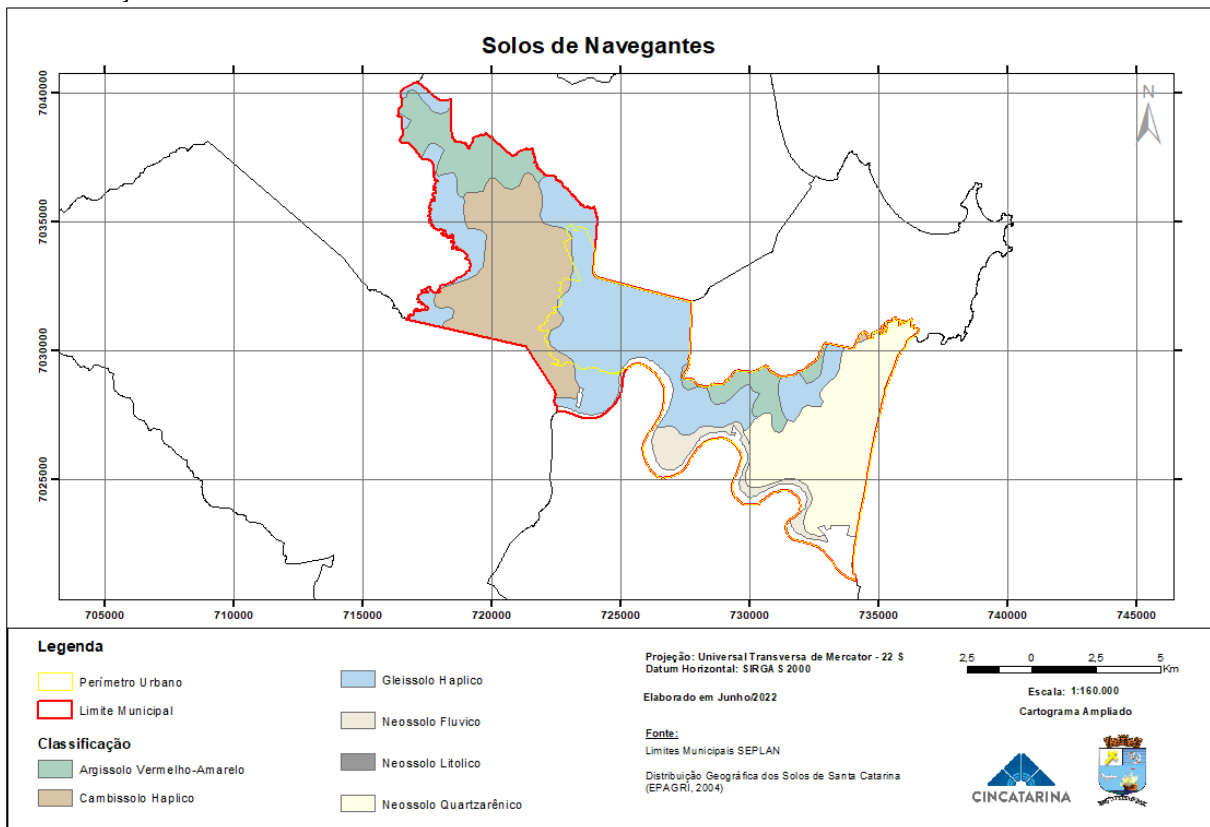 Solos de Navegantes
N
7040000
7035000
7030000
7025000
7040000
7035000
7030000
7025000
705000
710000
715000
720000
725000
730000
735000
740000
745000
Legenda
Perímetro Urbano
Limite Municipal
Classificação
Argissolo Vermelho-Amarelo
Cambissolo Haplico
Gleissolo Haplico
Neossolo Fluvico
Neossolo Litolico
Neossolo Quartzarênico
Projeção: Universal Transversa de Mercator - 22 S
Datum Horizontal: SIRGAS 2000
Elaborado em Junho/2022
Fonte:
Limites Municipais SEPLAN
Distribuição Geográfica dos Solos de Santa Catarina
(EPAGRI, 2004)
2,5 0 2,5 5
Km
Escala: 1:160.000
Cartograma Ampliado
CINCATARINA